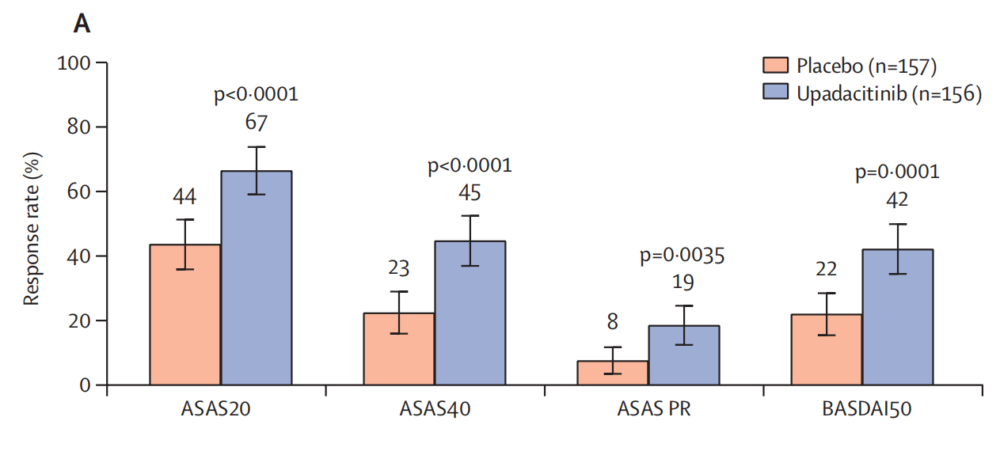 A
Placebo (n=157)
Upadacitinib (n=156)
Response rate (%)
100
80
60
40
20
0
p<0·0001
67
44
p<0·0001
45
23
p=0·0035
19
8
p=0·0001
42
22
ASAS20
ASAS40
ASAS PR
BASDAI50